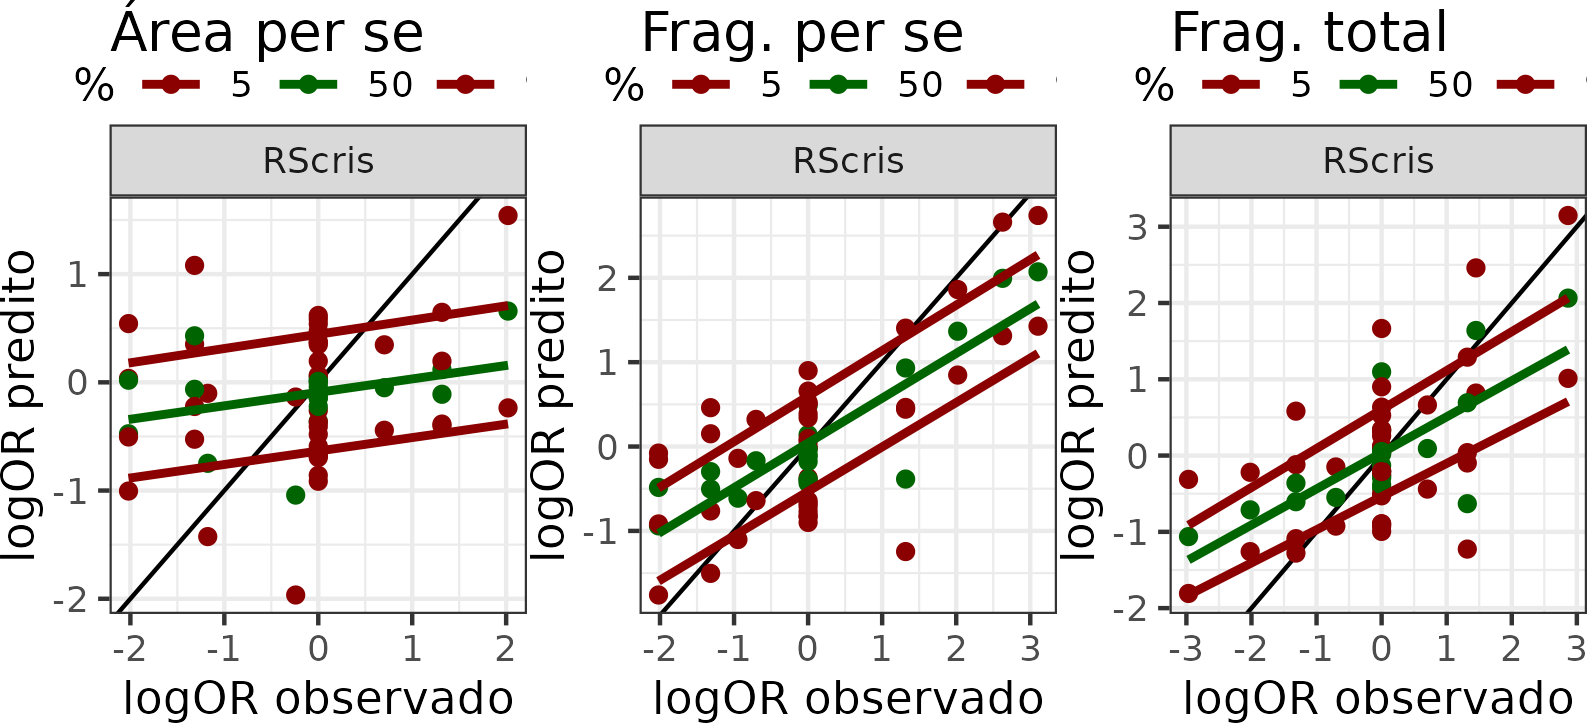 Área per se
% 5 50
RScris
logOR predito
1
0
-1
-2
-2 -1 0 1 2
logOR observado
Frag. per se
% 5 50
RScris
logOR predito
2
1
0
-1
-2 -1 0 1 2 3
logOR observado
Frag. total
% 5 50
RScris
logOR predito
3
2
1
0
-1
-2
-3 -2 -1 0 1 2 3
logOR observado